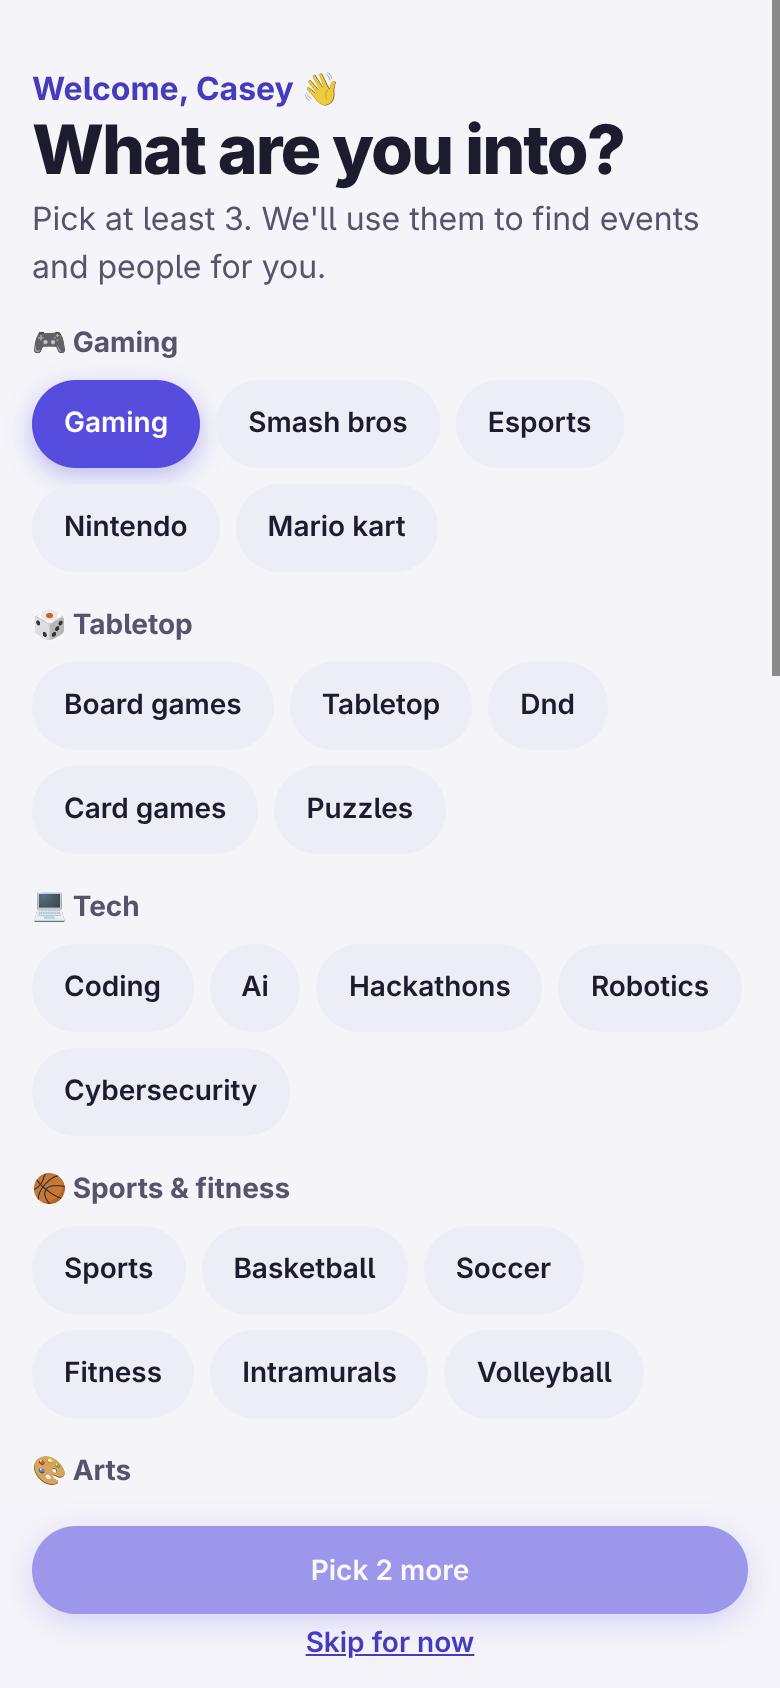 Welcome, Casey 👋
What are you into?
Pick at least 3. We'll use them to find events
and people for you.
🎮 Gaming
Gaming Smash bros Esports
Nintendo Mario kart
🎲 Tabletop
Board games Tabletop Dnd
Card games Puzzles
💻 Tech
Coding Ai Hackathons Robotics
Cybersecurity
🏀 Sports & fitness
Sports Basketball Soccer
Fitness Intramurals Volleyball
🎨 Arts
Pick 2 more
Skip for now